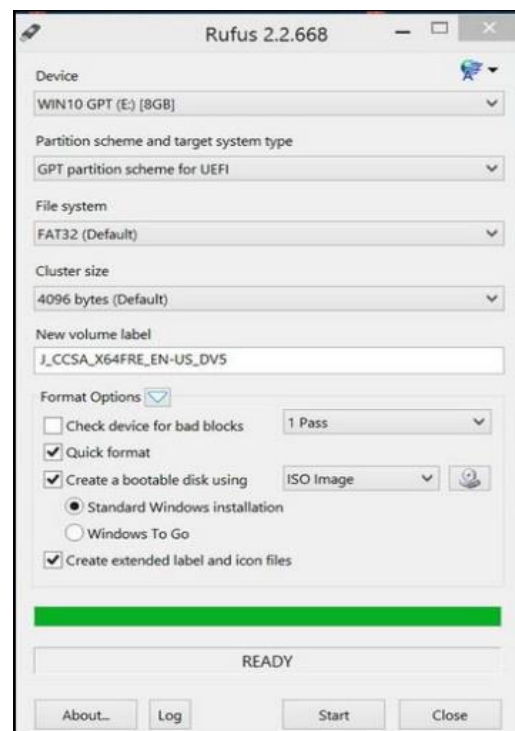 Rufus 2.2.668
Device
WIN10 GPT (E:) [8GB]
Partition scheme and target system type
GPT partition scheme for UEFI
File system
FAT32 (Default)
Cluster size
4096 bytes (Default)
New volume label
J_CCSA_X64FRE_EN-US_DV5
Format Options
Check device for bad blocks 1 Pass
Quick format
Create a bootable disk using ISO Image
Standard Windows installation
Windows To Go
Create extended label and icon files
READY
About... Log Start Close